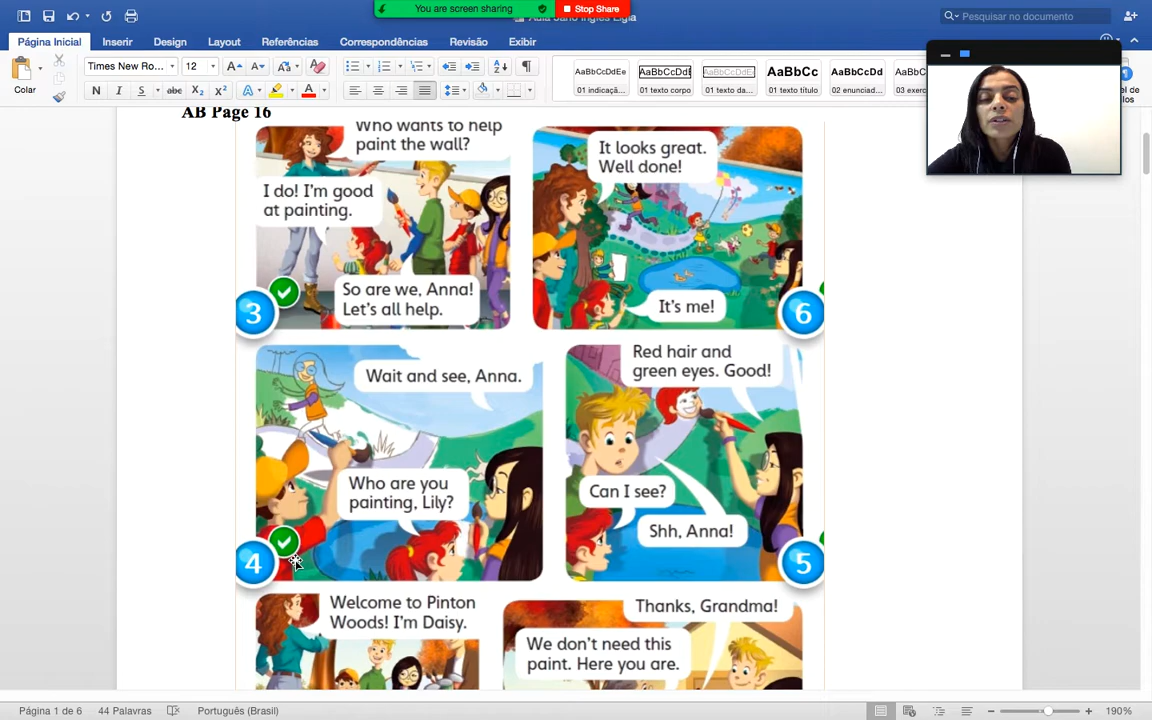 You are screen sharing
Stop Share
Aula 3ano Inglês Ligia
Pesquisar no documento
Página Inicial
Inserir
Design
Layout
Referências
Correspondências
Revisão
Exibir
Colar
Times New Ro...
12
AaBbCcDdEe
AaBbCcDdE
AaBbCcDdE
AaBbCc
AaBbCcDd
AaBbC
01 indicaçã...
01 texto corpo
01 texto da...
01 texto título
02 enunciad...
03 exerc
AB Page 16
Who wants to help
paint the wall?
I do! I'm good
at painting.
So are we, Anna!
Let's all help.
3
It looks great.
Well done!
It's me!
6
Wait and see, Anna.
Who are you
painting, Lily?
4
Red hair and
green eyes. Good!
Can I see?
Shh, Anna!
5
Welcome to Pinton
Woods! I'm Daisy.
Thanks, Grandma!
We don't need this
paint. Here you are.
Página 1 de 6
44 Palavras
Português (Brasil)
190%